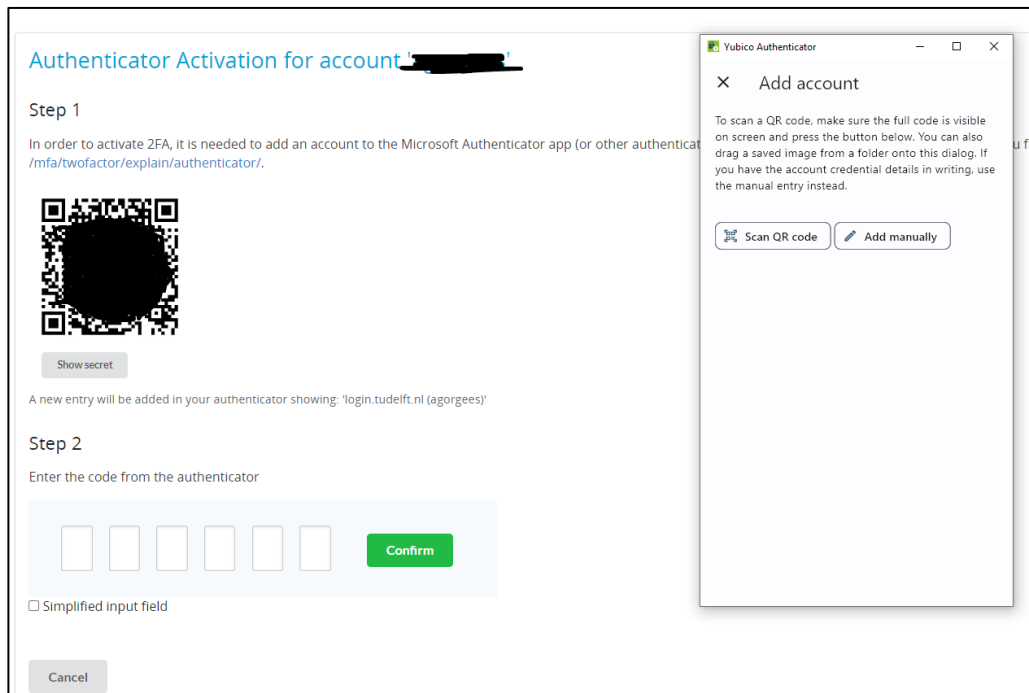 Authenticator Activation for account '
Step 1
In order to activate 2FA, it is needed to add an account to the Microsoft Authenticator app (or other authenticat
/mfa/twofactor/explain/authenticator/.
Show secret
A new entry will be added in your authenticator showing: 'login.tudelft.nl (agorgees)'
Step 2
Enter the code from the authenticator
Confirm
Simplified input field
Cancel
Yubico Authenticator
Add account
To scan a QR code, make sure the full code is visible
on screen and press the button below. You can also
drag a saved image from a folder onto this dialog. If
you have the account credential details in writing, use
the manual entry instead.
Scan QR code
Add manually